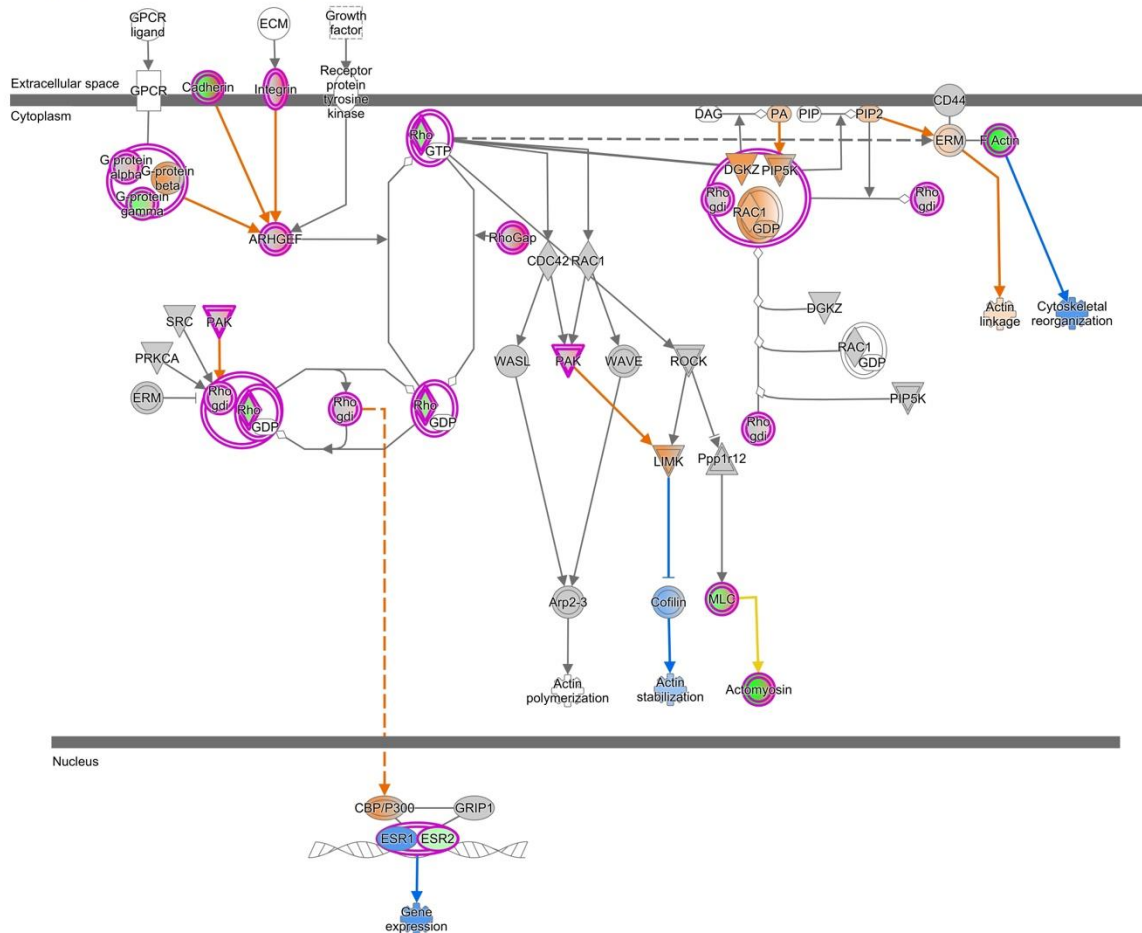 GPCR
ligand
ECM
Growth
factor
Extracellular space
Cytoplasm
GPCR
Cadherin
Integrin
Receptor
protein
tyrosine
kinase
Rho
GTP
DAG
PA
PIP
PIP2
CD44
ERM
F Actin
G-protein
alpha
G-protein
beta
G-protein
gamma
ARHGEF
RhoGap
CDC42
RAC1
DGKZ
PIP5K
Rho
gdi
RAC1
GDP
Rho
gdi
Actin
linkage
Cytoskeletal
reorganization
SRC
PAK
PRKCA
ERM
Rho
gdi
Rho
GDP
Rho
gdi
Rho
GDP
WASL
PAK
WAVE
ROCK
DGKZ
RAC1
GDP
PIP5K
Rho
gdi
LIMK
Ppp1r12
Arp2-3
Cofilin
MLC
Actin
polymerization
Actin
stabilization
Actomyosin
Nucleus
CBP/P300
GRIP1
ESR1
ESR2
Gene
expression